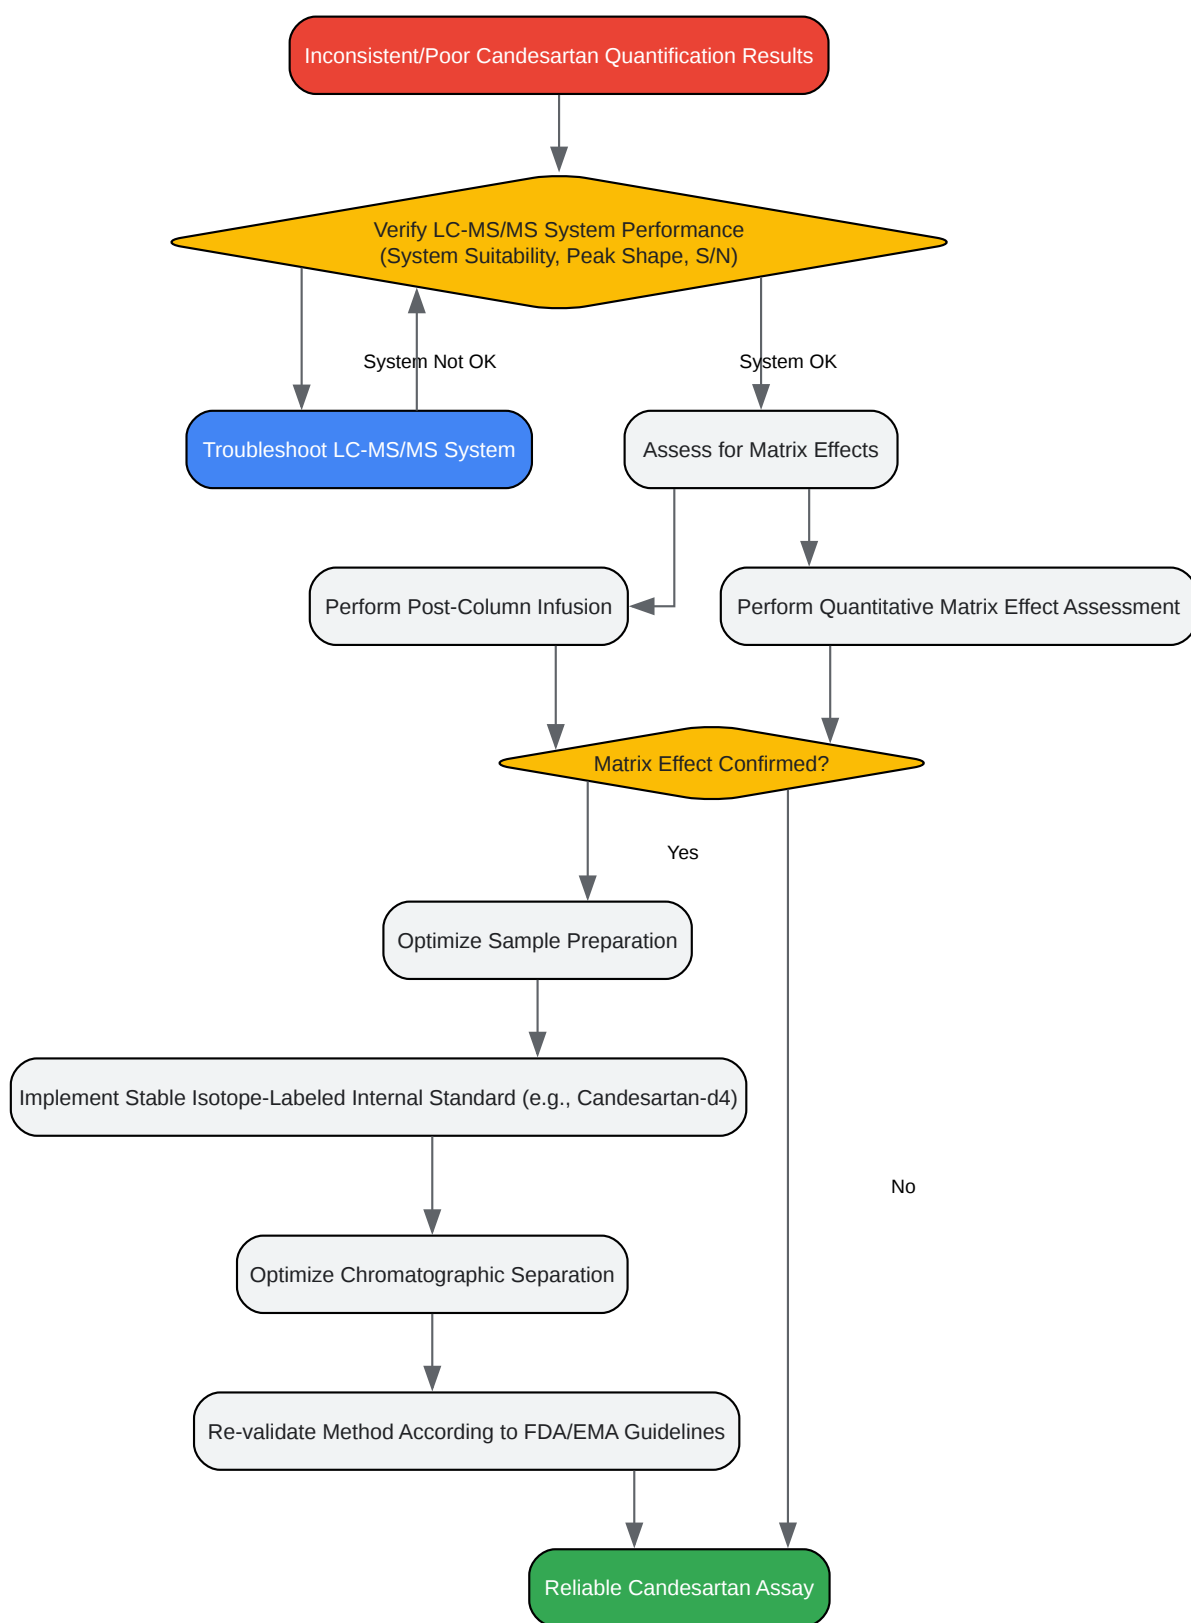 Inconsistent/Poor Candesartan Quantification Results
Verify LC-MS/MS System Performance
(System Suitability, Peak Shape, S/N)
System Not OK
System OK
Troubleshoot LC-MS/MS System
Assess for Matrix Effects
Perform Post-Column Infusion
Perform Quantitative Matrix Effect Assessment
Matrix Effect Confirmed?
Yes
Optimize Sample Preparation
Implement Stable Isotope-Labeled Internal Standard (e.g., Candesartan-d4)
No
Optimize Chromatographic Separation
Re-validate Method According to FDA/EMA Guidelines
Reliable Candesartan Assay